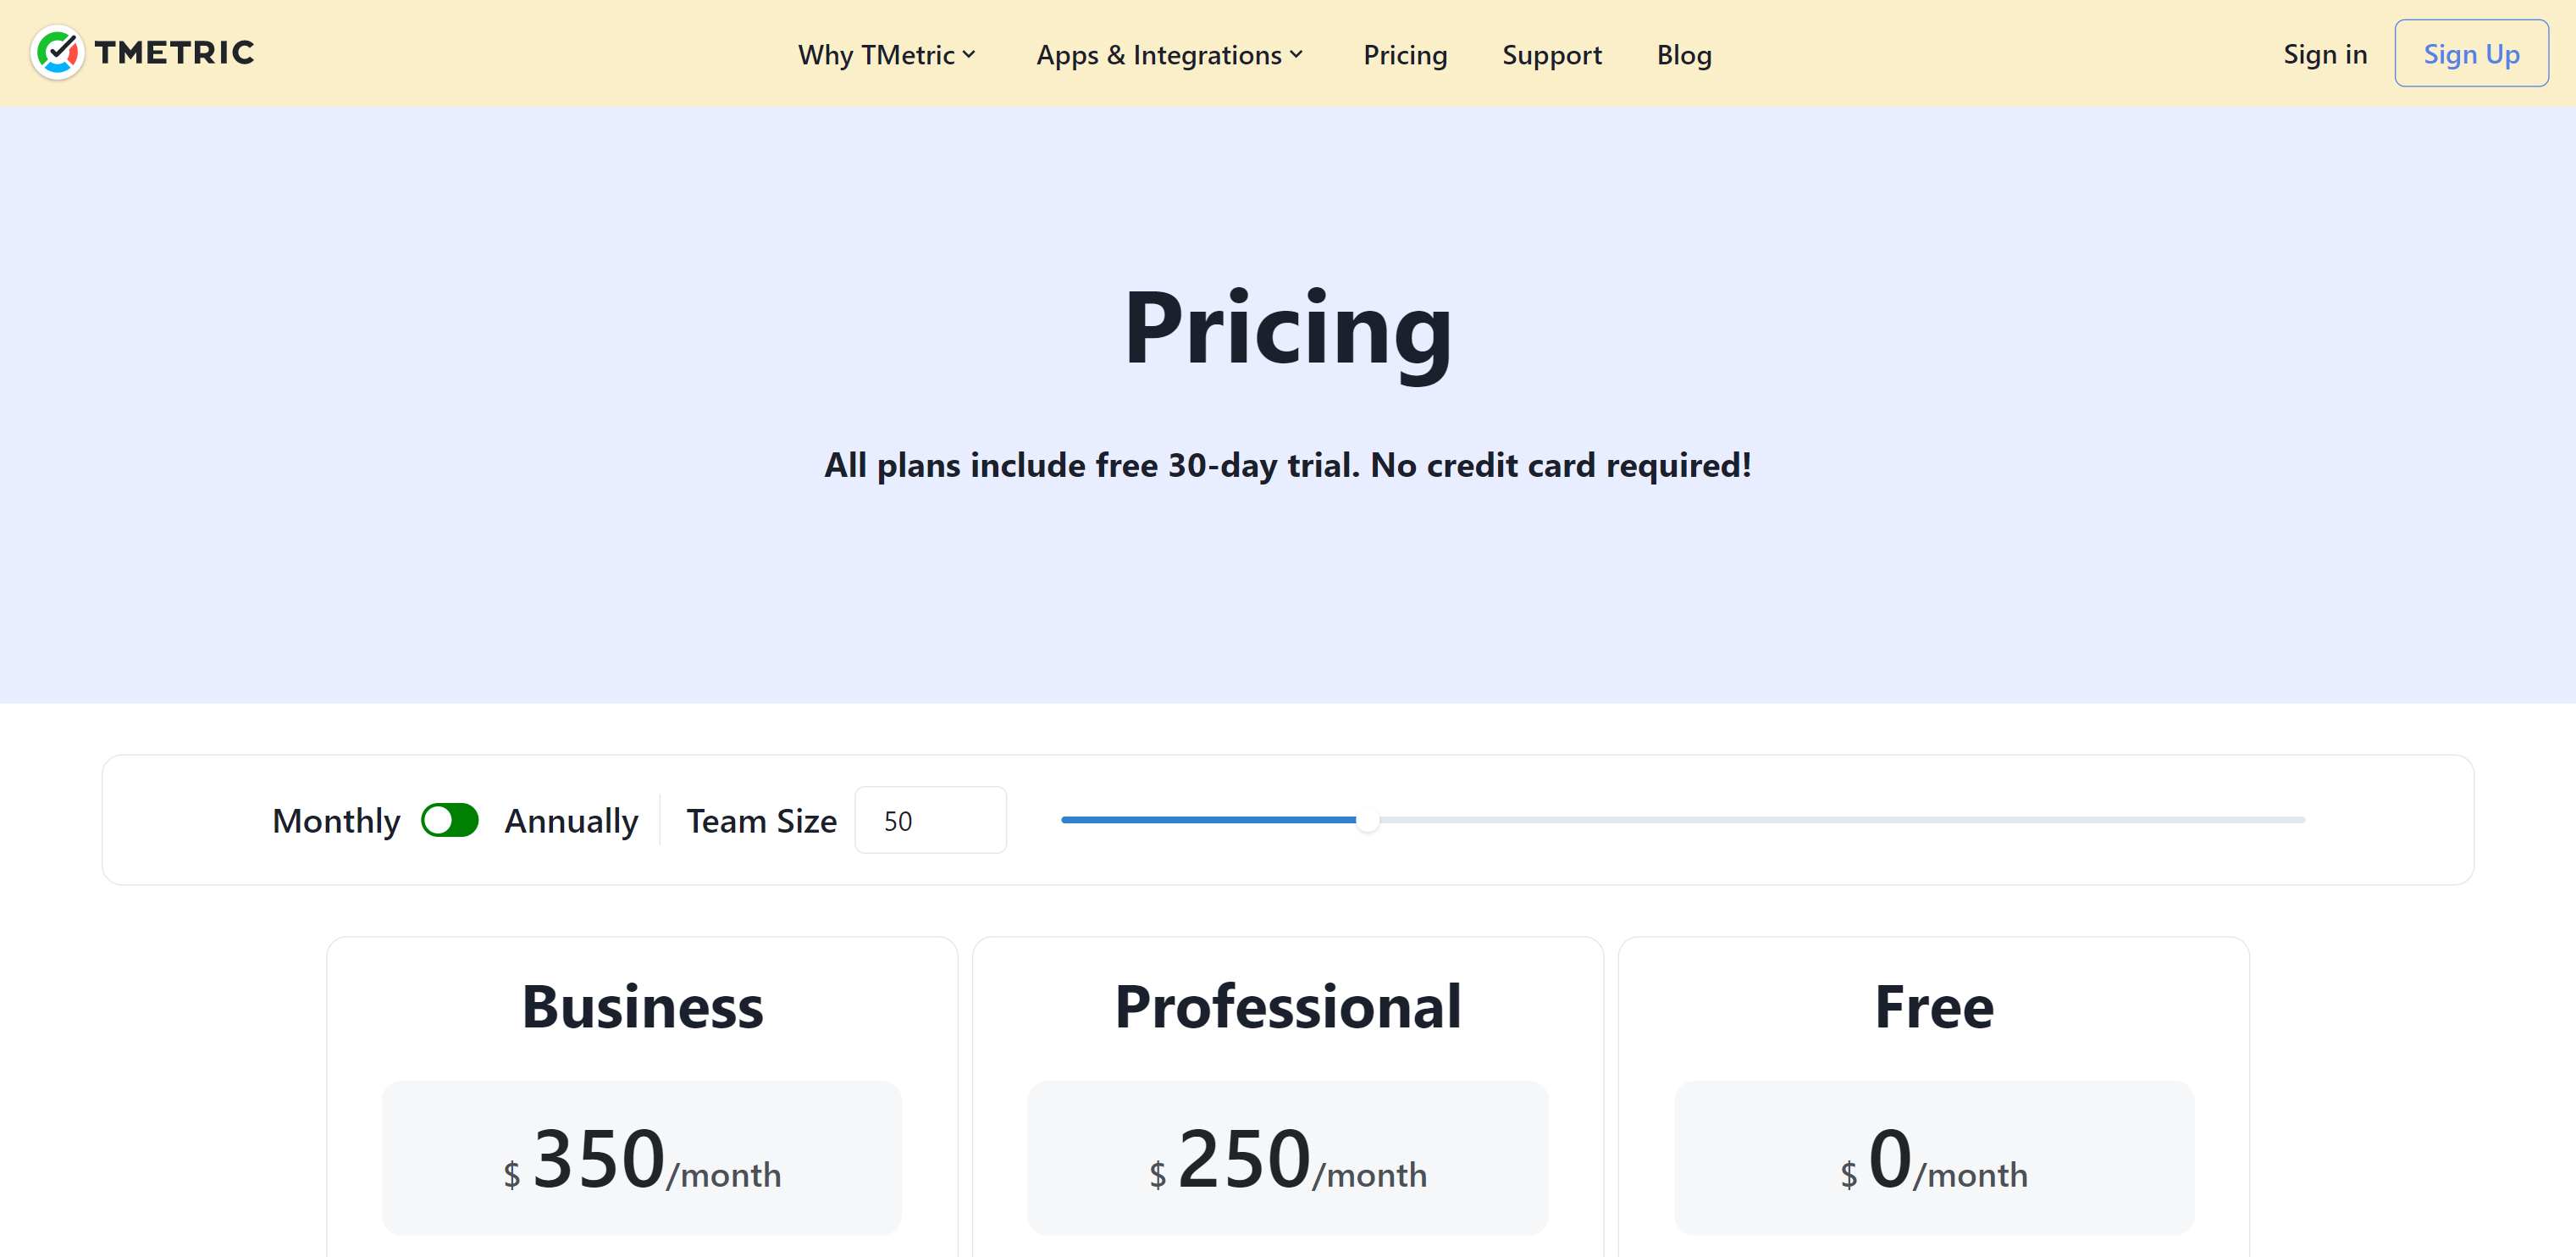 TMETRIC
Why TMetric Apps & Integrations Pricing Support Blog
Sign in Sign Up
Pricing
All plans include free 30-day trial. No credit card required!
Monthly Annually Team Size 50
Business Professional Free
$ 350/month $ 250/month $ 0/month